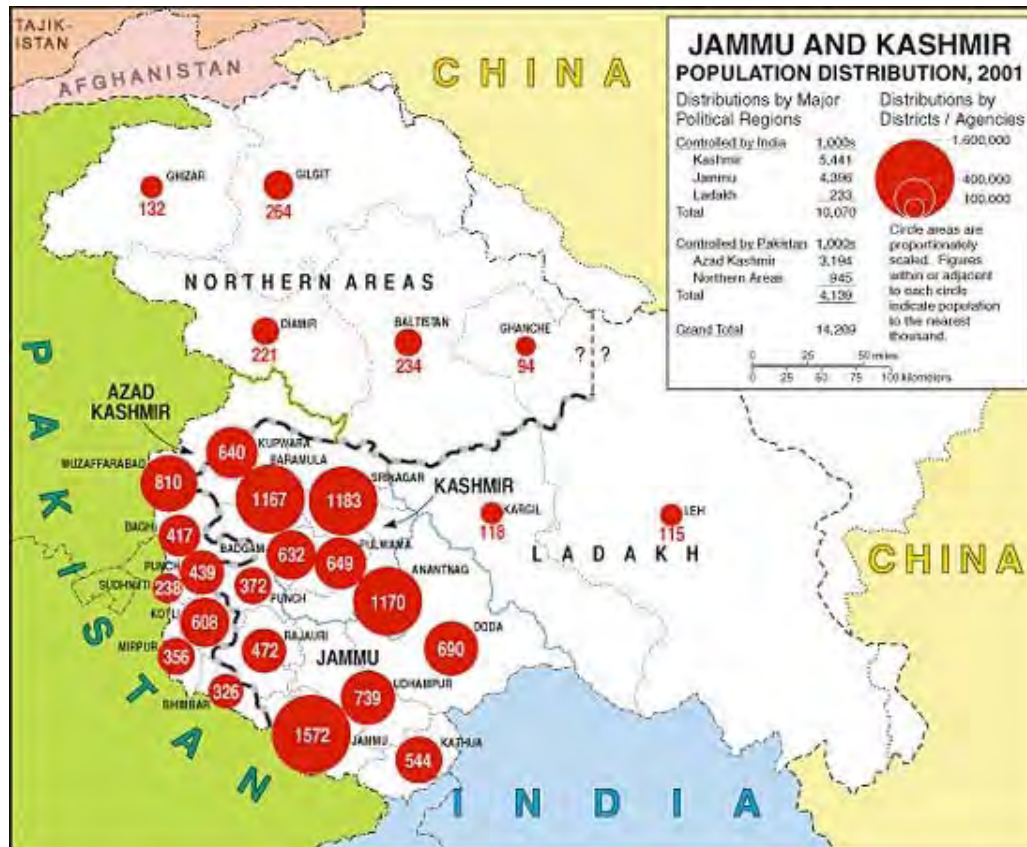 TAJIK-
ISTAN
AFGHANISTAN
CHINA
JAMMU AND KASHMIR
POPULATION DISTRIBUTION, 2001
Distributions by Major
Political Regions
Controlled by India 1,000s
Kashmir 5,441
Jammu 4,396
Ladakh 233
Total 10,070
Controlled by Pakistan 1,000s
Azad Kashmir 3,194
Northern Areas 945
Total 4,139
Grand Total 14,209
Distributions by
Districts / Agencies
1,600,000
400,000
100,000
Circle areas are
proportionately
scaled. Figures
within or adjacent
to each circle
indicate population
to the nearest
thousand.
0 25 50 miles
0 25 50 75 100 kilometers
GHIZAR
132
GILGIT
264
NORTHERN AREAS
DIAMIR
221
BALTISTAN
234
GHANCHE
94
? ?
PAKISTAN
AZAD
KASHMIR
KUPWARA
640
BARAMULA
1167
SRINAGAR
1183
MUZAFFARABAD
810
KASHMIR
KARGIL
118
LEH
115
LADAKH
CHINA
BAGH
417
BADGAM
632
PULWAMA
649
ANANTNAG
1170
PUNCH
439
SUDHNUTI
238
372
PUNCH
KOTLI
608
DODA
690
MIRPUR
356
RAJAURI
472
JAMMU
UDHAMPUR
739
326
BHIMBAR
1572
JAMMU
KATHUA
544
INDIA